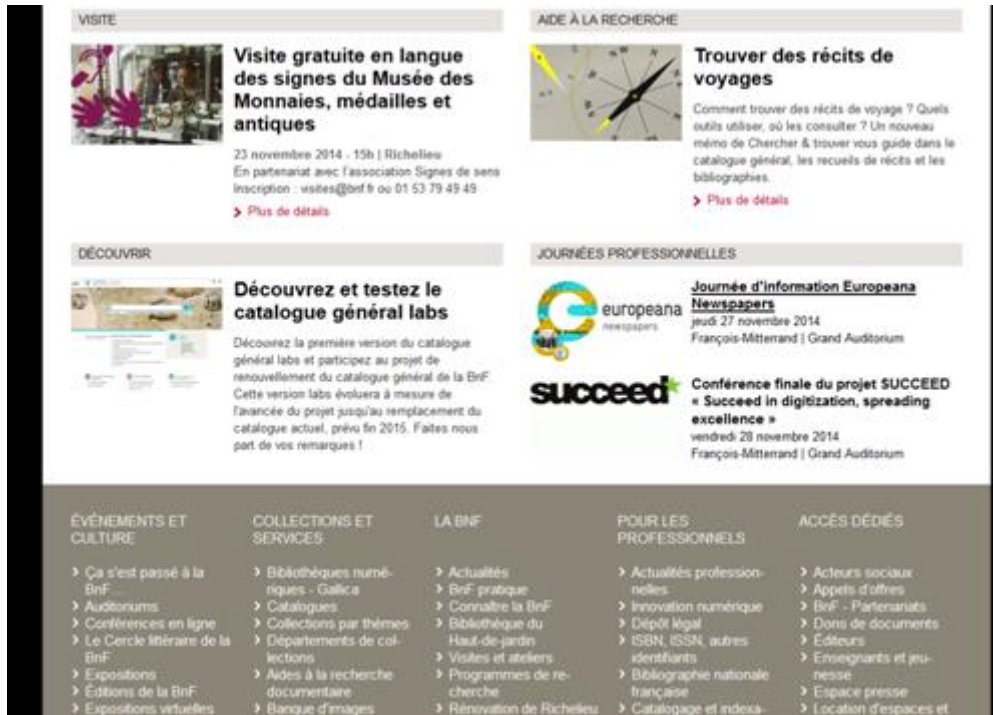 VISITE
Visite gratuite en langue
des signes du Musée des
Monnaies, médailles et
antiques
23 novembre 2014 - 15h | Richelieu
En partenariat avec l'association Signes de sens
Inscription : visites@bnf.fr ou 01 53 79 49 49
Plus de détails
AIDE À LA RECHERCHE
Trouver des récits de
voyages
Comment trouver des récits de voyage ? Quels
outils utiliser, où les consulter ? Un nouveau
mémo de Chercher & trouver vous guide dans le
catalogue général, les recueils de récits et les
bibliographies.
Plus de détails
DÉCOUVRIR
Découvrez et testez le
catalogue général labs
Découvrez la première version du catalogue
général labs et participez au projet de
renouvellement du catalogue général de la BnF.
Cette version labs évoluera à mesure de
l'avancée du projet jusqu'au remplacement du
catalogue actuel, prévu fin 2015. Faites nous
part de vos remarques !
JOURNÉES PROFESSIONNELLES
europeana
newspapers
Journée d'information Europeana
Newspapers
jeudi 27 novembre 2014
François-Mitterrand | Grand Auditorium
succeed
Conférence finale du projet SUCCEED
« Succeed in digitization, spreading
excellence »
vendredi 28 novembre 2014
François-Mitterrand | Grand Auditorium
ÉVÉNEMENTS ET
CULTURE
Ça s'est passé à la
BnF...
Auditoriums
Conférences en ligne
Le Cercle littéraire de la
BnF
Expositions
Éditions de la BnF
Expositions virtuelles
COLLECTIONS ET
SERVICES
Bibliothèques numé-
riques - Gallica
Catalogues
Collections par thèmes
Départements de col-
lections
Aides à la recherche
documentaire
Banque d'images
LA BNF
Actualités
BnF pratique
Connaître la BnF
Bibliothèque du
Haut-de-jardin
Visites et ateliers
Programmes de re-
cherche
Rénovation de Richelieu
POUR LES
PROFESSIONNELS
Actualités profession-
nelles
Innovation numérique
Dépôt légal
ISBN, ISSN, autres
identifiants
Bibliographie nationale
française
Catalogage et indexa-
ACCÈS DÉDIÉS
Acteurs sociaux
Appels d'offres
BnF - Partenariats
Dons de documents
Éditeurs
Enseignants et jeu-
nesse
Espace presse
Location d'espaces et